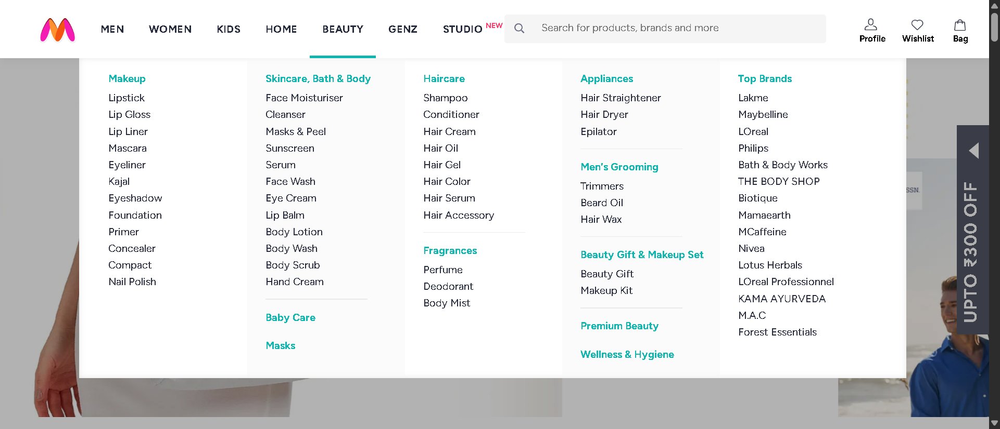 MEN
WOMEN
KIDS
HOME
BEAUTY
GENZ
STUDIO NEW
Search for products, brands and more
Profile
Wishlist
Bag
Makeup
Lipstick
Lip Gloss
Lip Liner
Mascara
Eyeliner
Kajal
Eyeshadow
Foundation
Primer
Concealer
Compact
Nail Polish
Skincare, Bath & Body
Face Moisturiser
Cleanser
Masks & Peel
Sunscreen
Serum
Face Wash
Eye Cream
Lip Balm
Body Lotion
Body Wash
Body Scrub
Hand Cream
Baby Care
Masks
Haircare
Shampoo
Conditioner
Hair Cream
Hair Oil
Hair Gel
Hair Color
Hair Serum
Hair Accessory
Fragrances
Perfume
Deodorant
Body Mist
Appliances
Hair Straightener
Hair Dryer
Epilator
Men's Grooming
Trimmers
Beard Oil
Hair Wax
Beauty Gift & Makeup Set
Beauty Gift
Makeup Kit
Premium Beauty
Wellness & Hygiene
Top Brands
Lakme
Maybelline
LOreal
Philips
Bath & Body Works
THE BODY SHOP
Biotique
Mamaearth
MCaffeine
Nivea
Lotus Herbals
LOreal Professionnel
KAMA AYURVEDA
M.A.C
Forest Essentials
SSN.
UPTO ₹300 OFF